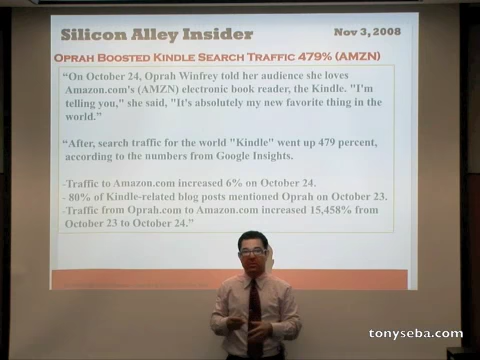 Silicon Alley Insider
Nov 3, 2008
Oprah Boosted Kindle Search Traffic 479% (AMZN)
“On October 24, Oprah Winfrey told her audience she loves
Amazon.com's (AMZN) electronic book reader, the Kindle. "I'm
telling you," she said, "It's absolutely my new favorite thing in the
world.”
“After, search traffic for the world "Kindle" went up 479 percent,
according to the numbers from Google Insights.
-Traffic to Amazon.com increased 6% on October 24.
- 80% of Kindle-related blog posts mentioned Oprah on October 23.
-Traffic from Oprah.com to Amazon.com increased 15,458% from
October 23 to October 24.”
tonyseba.com